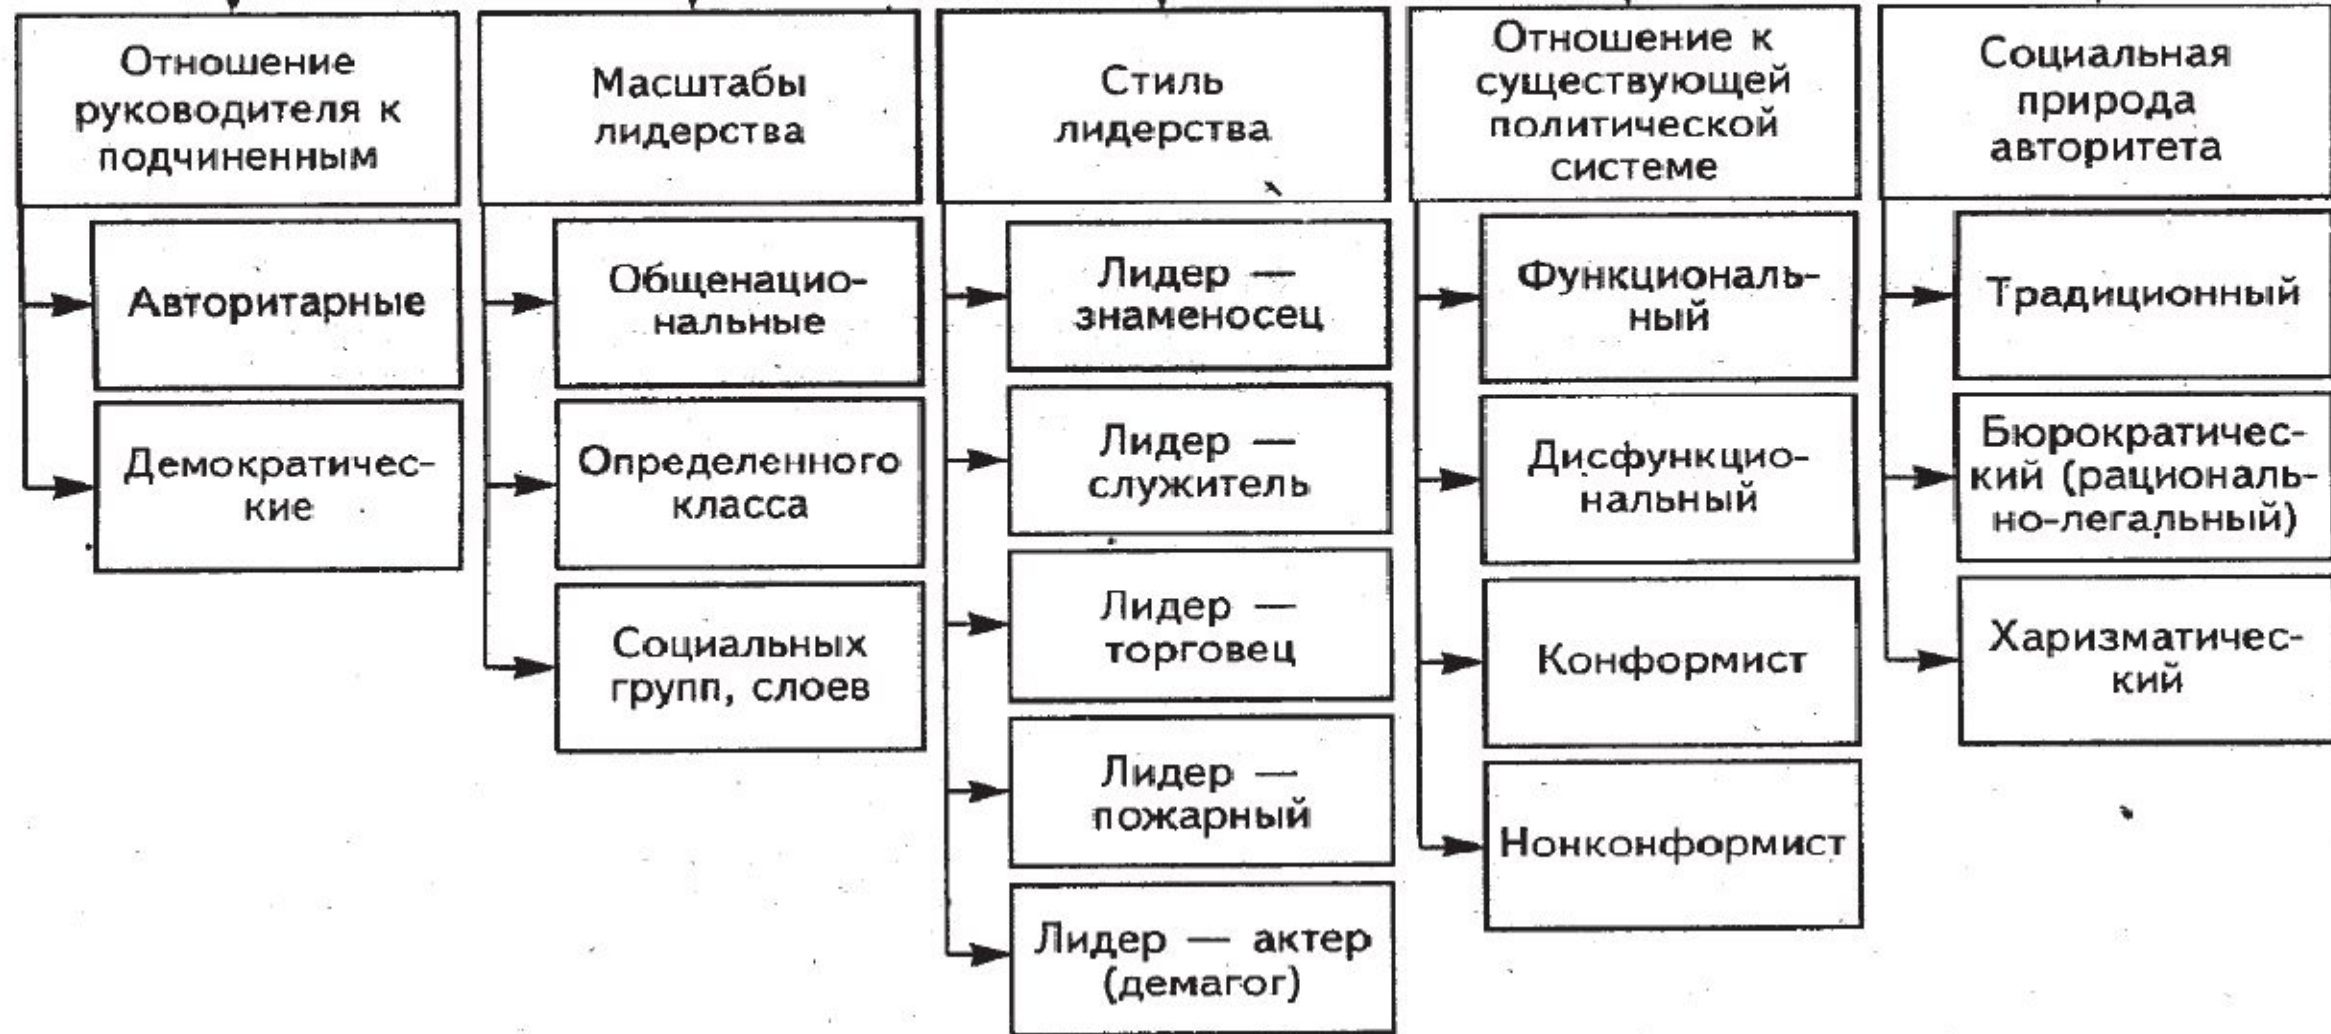 Отношение
руководителя к
подчиненным
Авторитарные
Демократичес-
кие
Масштабы
лидерства
Общенацио-
нальные
Определенного
класса
Социальных
групп, слоев
Стиль
лидерства
Лидер —
знаменосец
Лидер —
служитель
Лидер —
торговец
Лидер —
пожарный
Лидер — актер
(демагог)
Отношение к
существующей
политической
системе
Функциональ-
ный
Дисфункцио-
нальный
Конформист
Нонконформист
Социальная
природа
авторитета
Традиционный
Бюрократичес-
кий (рациональ-
но-легальный)
Харизматичес-
кий